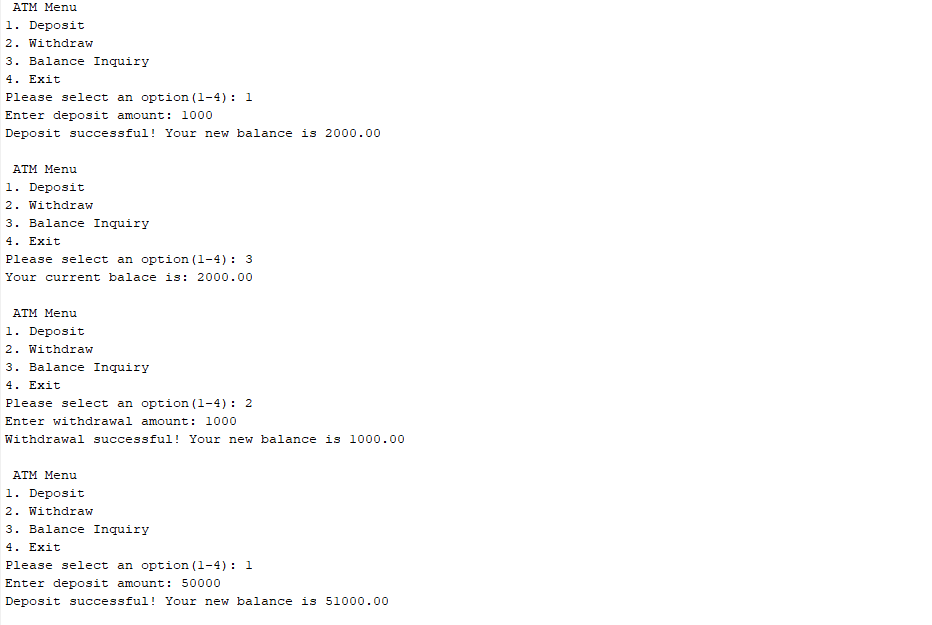 ATM Menu
1. Deposit
2. Withdraw
3. Balance Inquiry
4. Exit
Please select an option(1-4): 1
Enter deposit amount: 1000
Deposit successful! Your new balance is 2000.00
ATM Menu
1. Deposit
2. Withdraw
3. Balance Inquiry
4. Exit
Please select an option(1-4): 3
Your current balace is: 2000.00
ATM Menu
1. Deposit
2. Withdraw
3. Balance Inquiry
4. Exit
Please select an option(1-4): 2
Enter withdrawal amount: 1000
Withdrawal successful! Your new balance is 1000.00
ATM Menu
1. Deposit
2. Withdraw
3. Balance Inquiry
4. Exit
Please select an option(1-4): 1
Enter deposit amount: 50000
Deposit successful! Your new balance is 51000.00